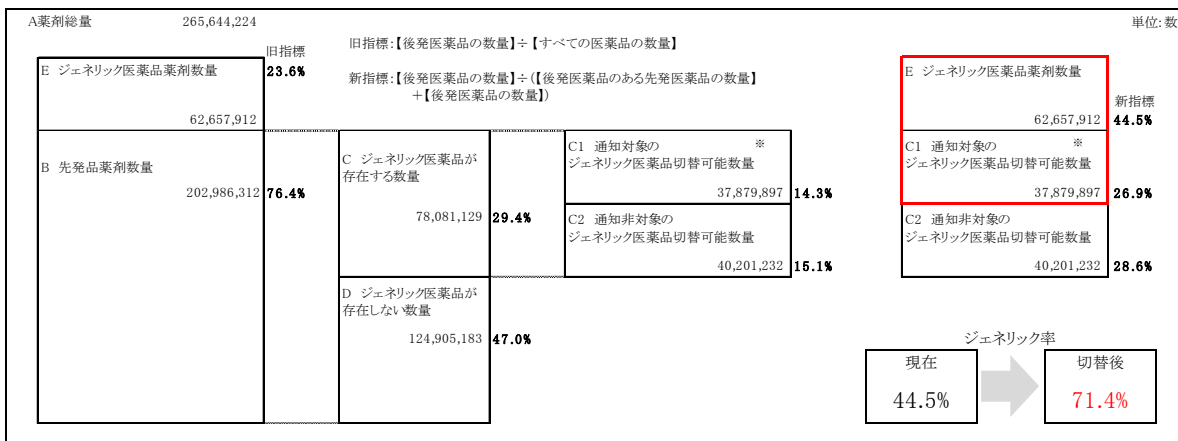 A薬剤総量 265,644,224
単位:数
旧指標:【後発医薬品の数量】÷【すべての医薬品の数量】
新指標:【後発医薬品の数量】÷(【後発医薬品のある先発医薬品の数量】
+【後発医薬品の数量】)
旧指標
E ジェネリック医薬品薬剤数量
23.6%
62,657,912
B 先発品薬剤数量
202,986,312 76.4%
C ジェネリック医薬品が
存在する数量
78,081,129 29.4%
D ジェネリック医薬品が
存在しない数量
124,905,183 47.0%
C1 通知対象の ※
ジェネリック医薬品切替可能数量
37,879,897 14.3%
C2 通知非対象の
ジェネリック医薬品切替可能数量
40,201,232 15.1%
E ジェネリック医薬品薬剤数量
新指標
62,657,912 44.5%
C1 通知対象の ※
ジェネリック医薬品切替可能数量
37,879,897 26.9%
C2 通知非対象の
ジェネリック医薬品切替可能数量
40,201,232 28.6%
ジェネリック率
現在
44.5%
切替後
71.4%